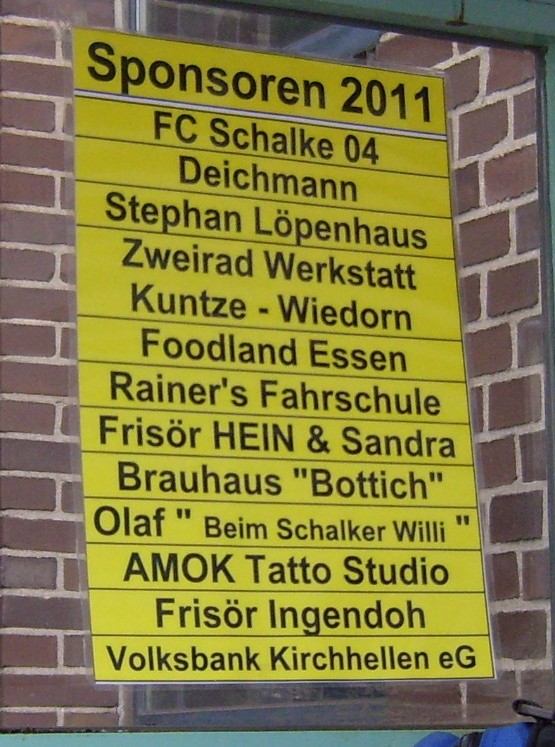 Sponsoren 2011
FC Schalke 04
Deichmann
Stephan Löpenhaus
Zweirad Werkstatt
Kuntze - Wiedorn
Foodland Essen
Rainer's Fahrschule
Frisör HEIN & Sandra
Brauhaus "Bottich"
Olaf " Beim Schalker Willi "
AMOK Tatto Studio
Frisör Ingendoh
Volksbank Kirchhellen eG